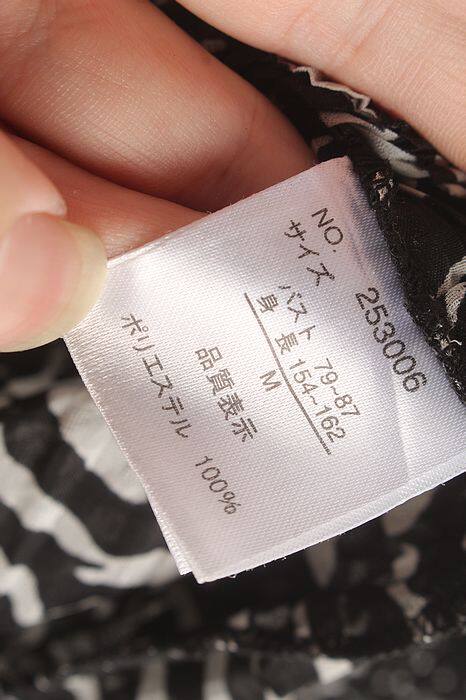 NO. 253006
サイズ
バスト 79~87
身 長 154~162
M
品質表示
ポリエステル 100%